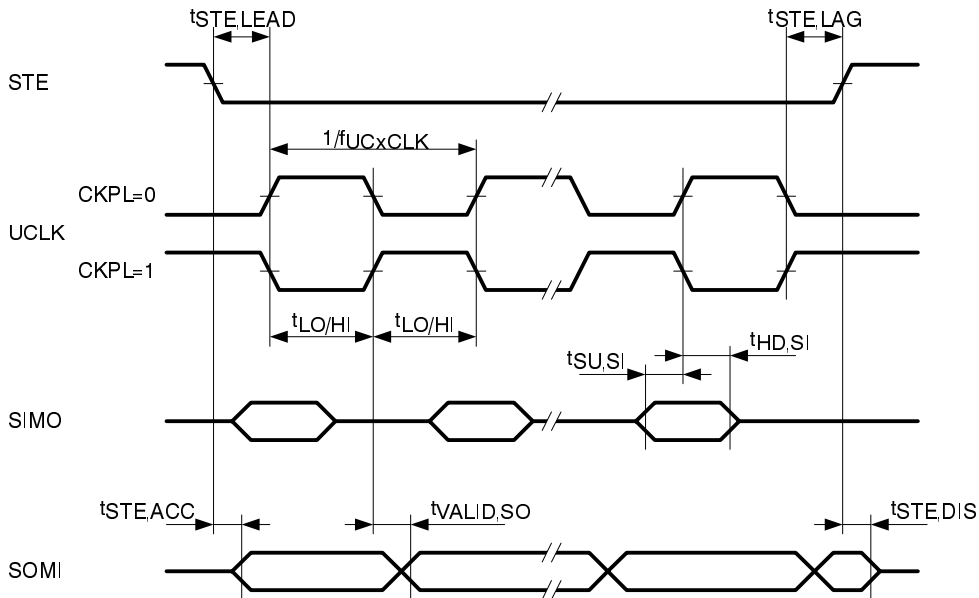 tSTE,LEAD
tSTE,LAG
STE
1/fUCxCLK
CKPL=0
UCLK
CKPL=1
tLO/HI
tLO/HI
tHD,SI
tSU,SI
SIMO
tSTE,ACC
tVALID,SO
tSTE,DIS
SOMI